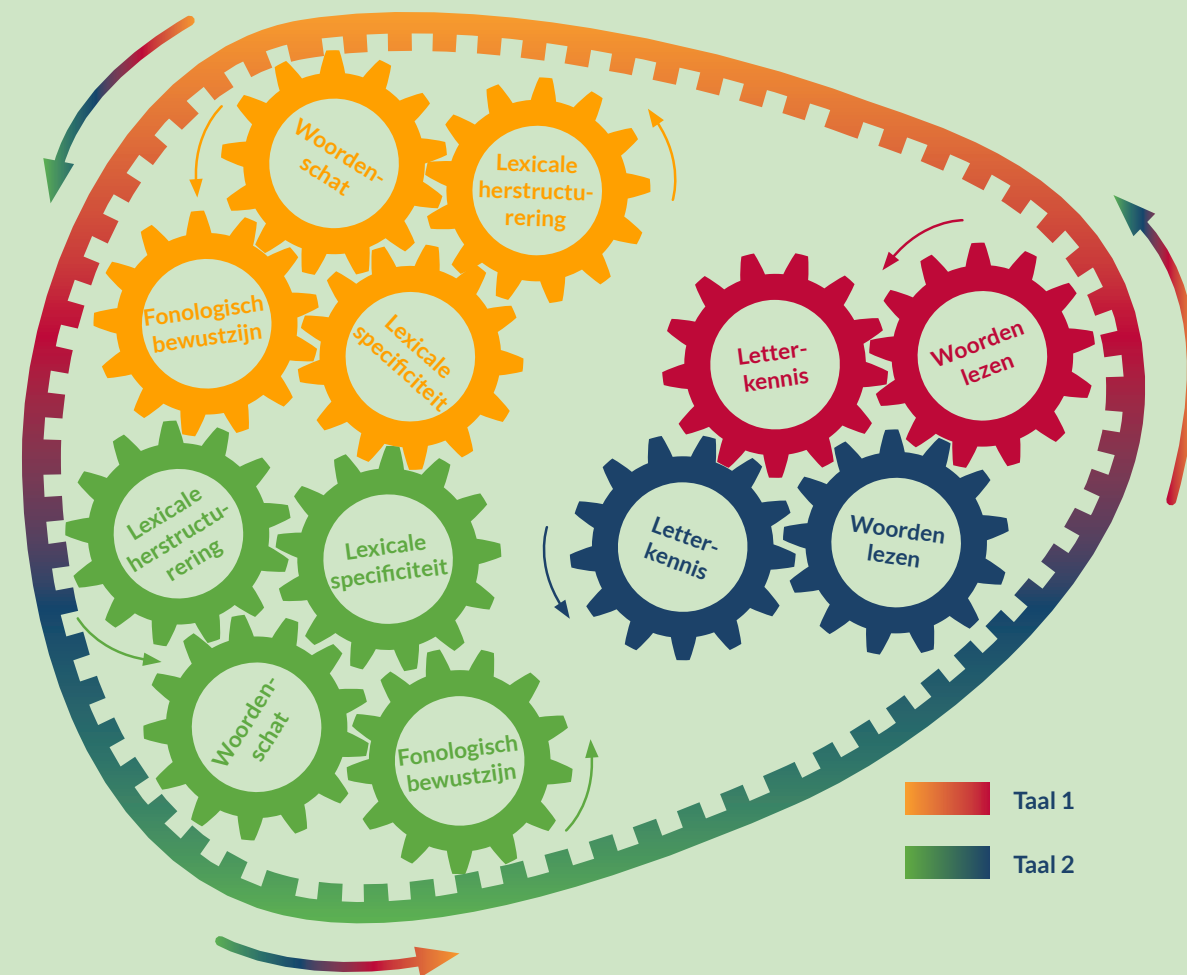 Woorden-
schat
Lexicale
herstructu-
rering
Fonologisch
bewustzijn
Lexicale
specificiteit
Letter-
kennis
Woorden
lezen
Lexicale
herstructu-
rering
Lexicale
specificiteit
Letter-
kennis
Woorden
lezen
Woorden-
schat
Fonologisch
bewustzijn
Taal 1
Taal 2